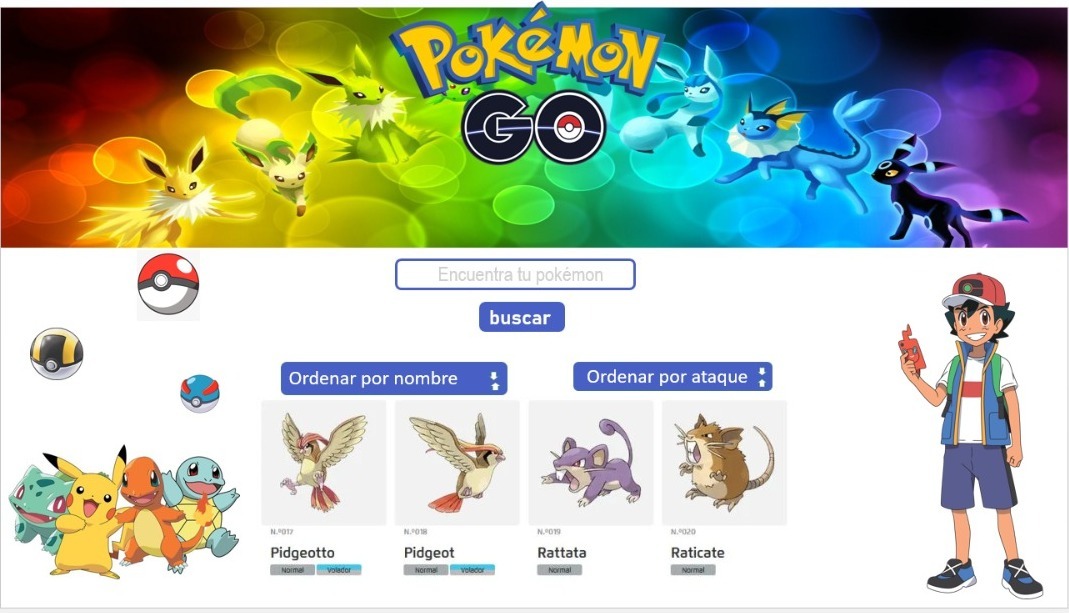 POKéMON
GO
Encuentra tu pokémon
buscar
Ordenar por nombre
Ordenar por ataque
N.º017
Pidgeotto
Normal Volador
N.º018
Pidgeot
Normal Volador
N.º019
Rattata
Normal
N.º020
Raticate
Normal